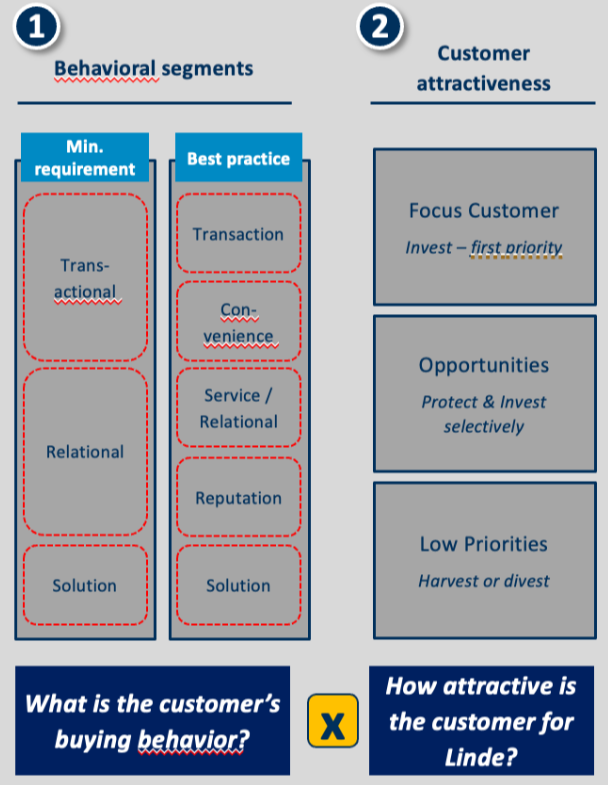 1
Behavioral segments
Min.
requirement
Trans-
actional
Relational
Solution
Best practice
Transaction
Con-
venience
Service /
Relational
Reputation
Solution
What is the customer’s
buying behavior?
X
2
Customer
attractiveness
Focus Customer
Invest – first priority
Opportunities
Protect & Invest
selectively
Low Priorities
Harvest or divest
How attractive is
the customer for
Linde?